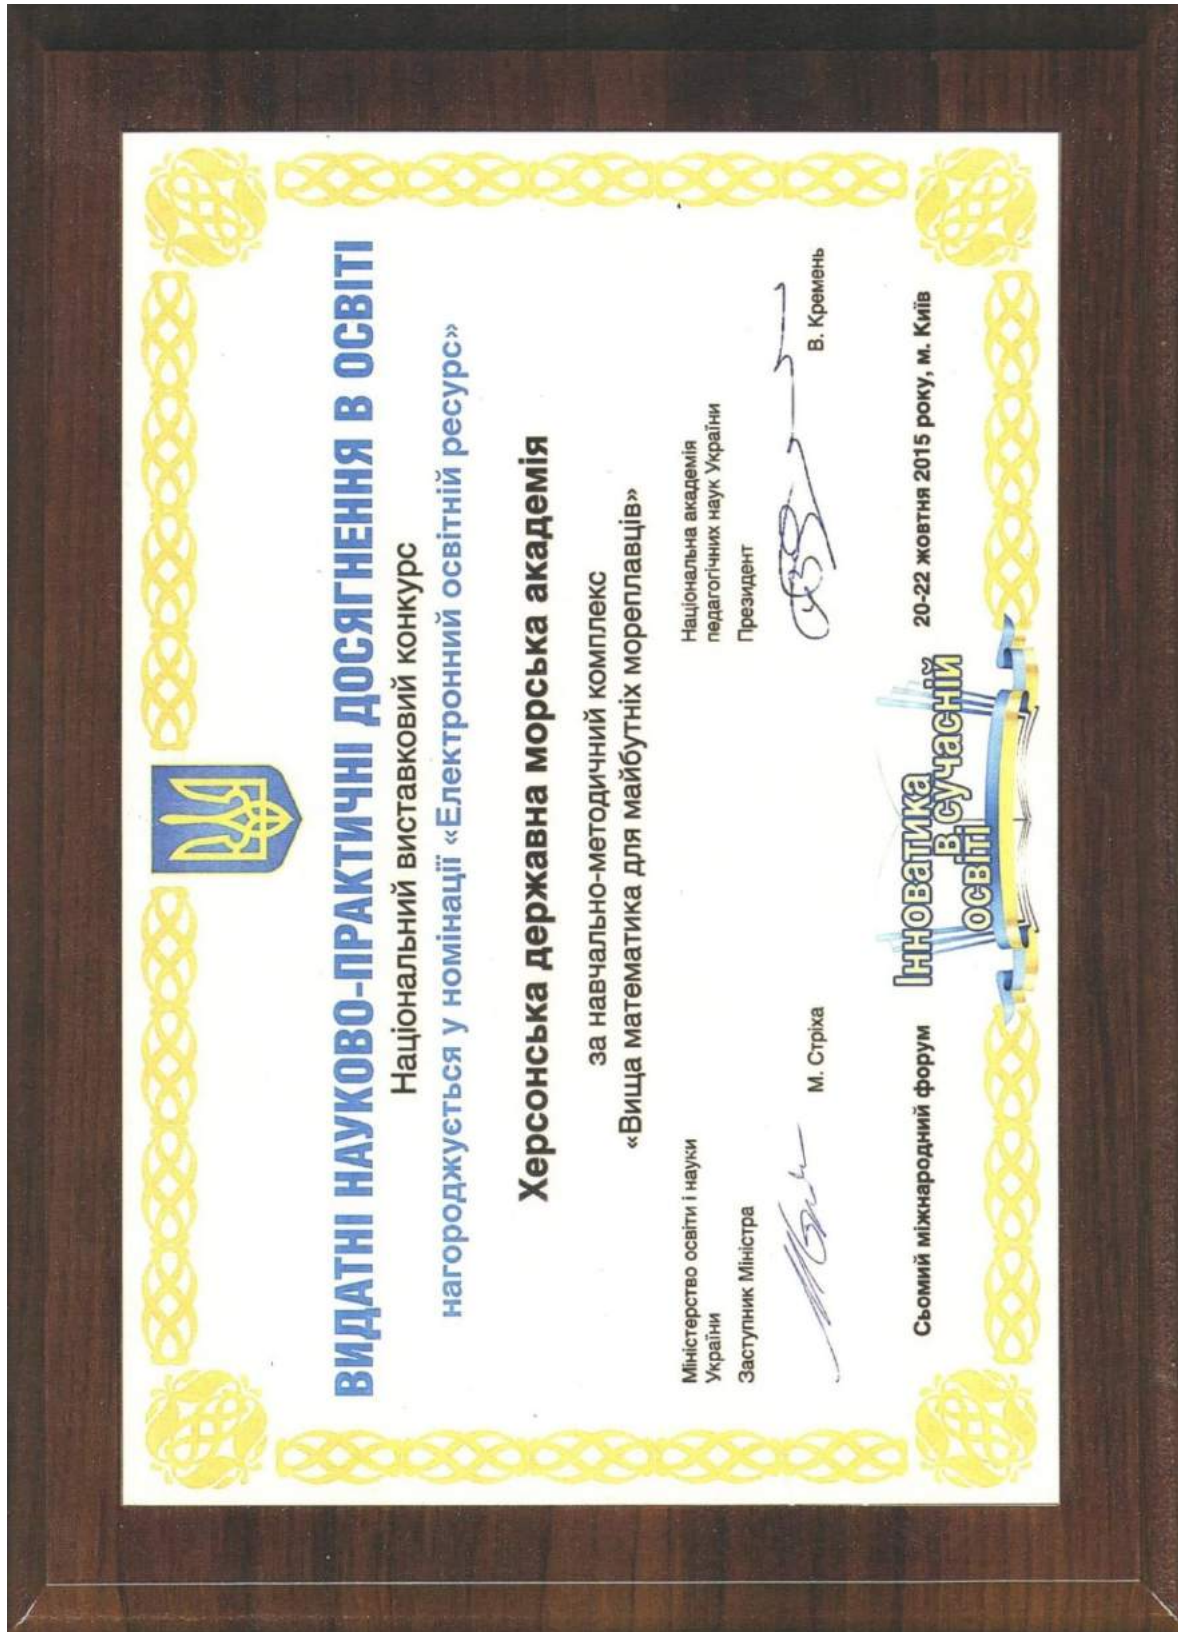 ВИДАТНІ НАУКОВО-ПРАКТИЧНІ ДОСЯГНЕННЯ В ОСВІТІ
Національний виставковий конкурс
нагороджується у номінації «Електронний освітній ресурс»
Херсонська державна морська академія
за навчально-методичний комплекс
«Вища математика для майбутніх мореплавців»
Міністерство освіти і науки
України
Заступник Міністра
М. Стріха
Національна академія
педагогічних наук України
Президент
В. Кремень
Сьомий міжнародний форум
Інноватика
в сучасній
освіті
20-22 жовтня 2015 року, м. Київ